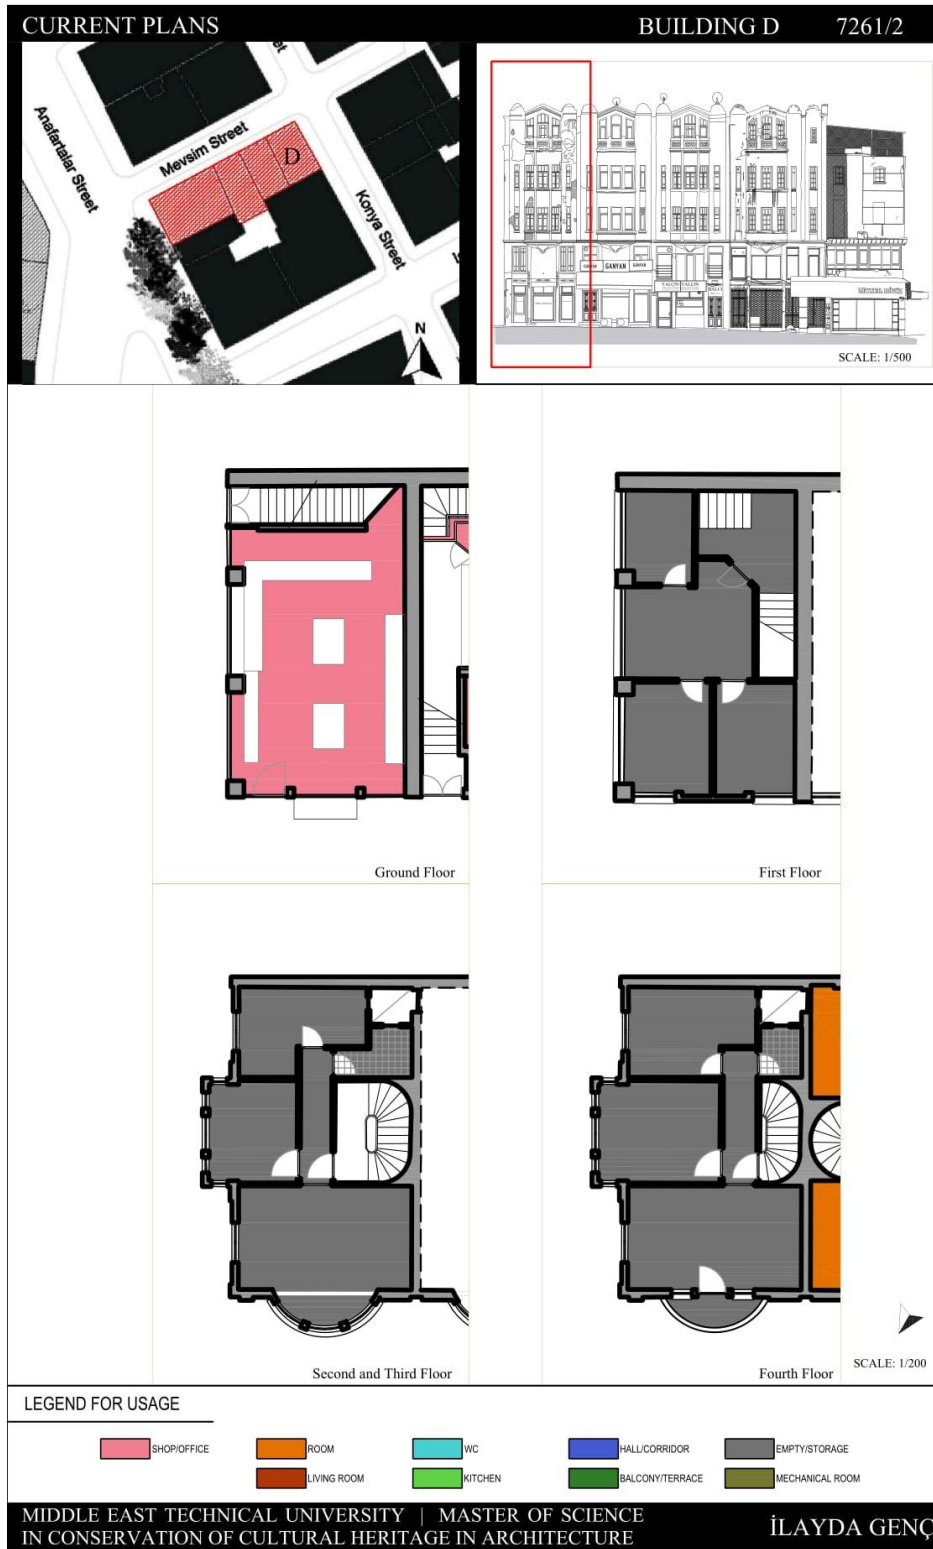 CURRENT PLANS
BUILDING D 7261/2
Anafartalar Street
Mevsim Street
D
Konya Street
N
GANYAN
YALÇIN YALÇIN
SCALE: 1/500
Ground Floor
First Floor
Second and Third Floor
Fourth Floor
SCALE: 1/200
LEGEND FOR USAGE
SHOP/OFFICE
ROOM
WC
HALL/CORRIDOR
EMPTY/STORAGE
LIVING ROOM
KITCHEN
BALCONY/TERRACE
MECHANICAL ROOM
MIDDLE EAST TECHNICAL UNIVERSITY | MASTER OF SCIENCE
IN CONSERVATION OF CULTURAL HERITAGE IN ARCHITECTURE
İLAYDA GENÇ